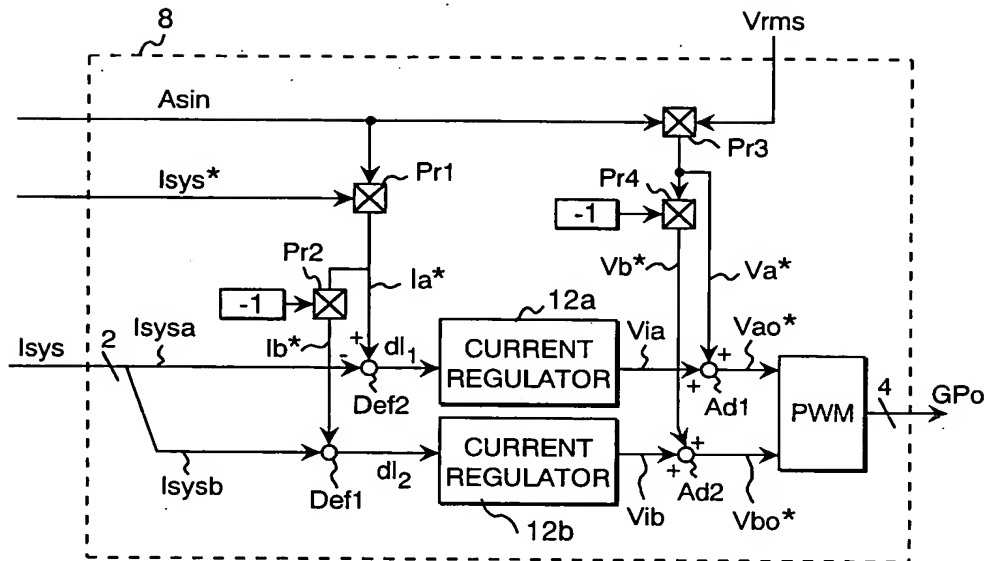 8
Vrms
Asin
Pr3
Isys*
Pr1
Pr4
-1
Pr2
Ia*
Vb*
Va*
-1
12a
Isys
2
Isysa
Ib*
+
-
dI1
CURRENT
REGULATOR
Via
+
+
Vao*
Def2
Ad1
PWM
4
GPo
Isysb
Def1
dI2
CURRENT
REGULATOR
Vib
+
+
Ad2
Vbo*
12b